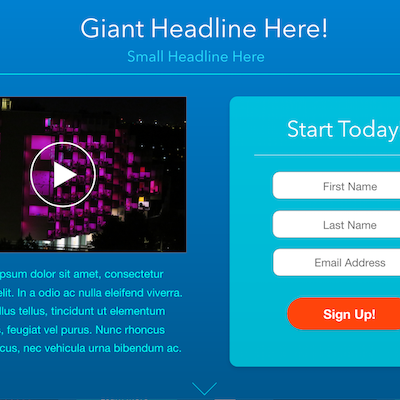 Giant Headline Here!
Small Headline Here
Start Today
First Name
Last Name
Email Address
Sign Up!
psum dolor sit amet, consectetur
elit. In a odio ac nulla eleifend viverra.
llus tellus, tincidunt ut elementum
, feugiat vel purus. Nunc rhoncus
cus, nec vehicula urna bibendum ac.